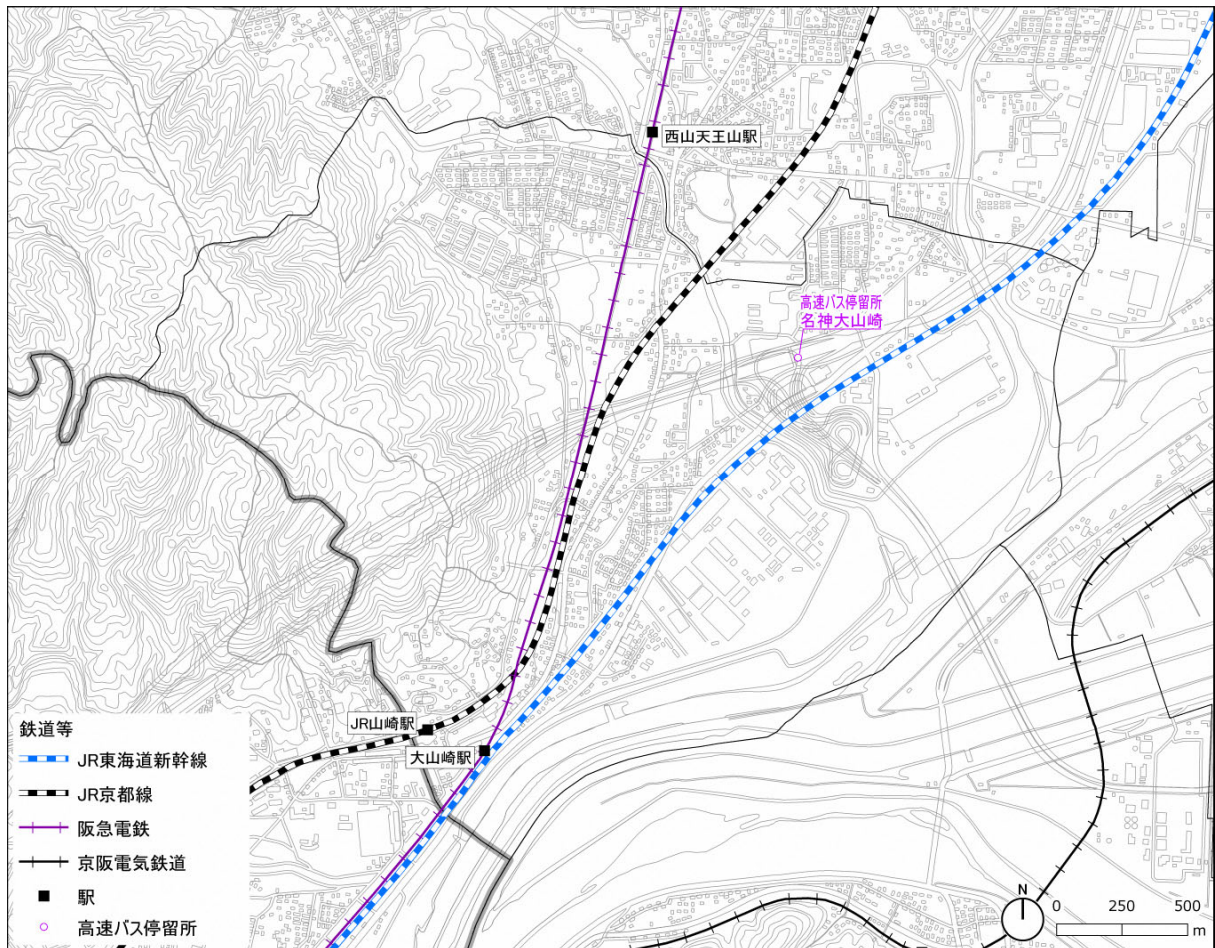 西山天王山駅
高速バス停留所
名神大山崎
JR山崎駅
大山崎駅
鉄道等
JR東海道新幹線
JR京都線
阪急電鉄
京阪電気鉄道
駅
高速バス停留所
N
0 250 500
m